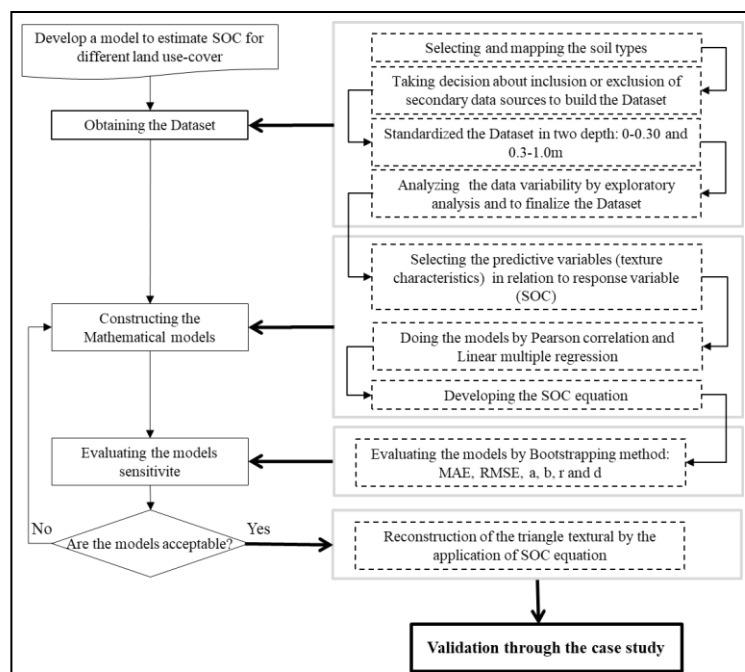 Develop a model to estimate SOC for
different land use-cover
Obtaining the Dataset
Selecting and mapping the soil types
Taking decision about inclusion or exclusion of
secondary data sources to build the Dataset
Standardized the Dataset in two depth: 0-0.30 and
0.3-1.0m
Analyzing the data variability by exploratory
analysis and to finalize the Dataset
Constructing the
Mathematical models
Selecting the predictive variables (texture
characteristics) in relation to response variable
(SOC)
Doing the models by Pearson correlation and
Linear multiple regression
Developing the SOC equation
Evaluating the models
sensitivite
Evaluating the models by Bootstrapping method:
MAE, RMSE, a, b, r and d
No
Yes
Are the models acceptable?
Reconstruction of the triangle textural by the
application of SOC equation
Validation through the case study